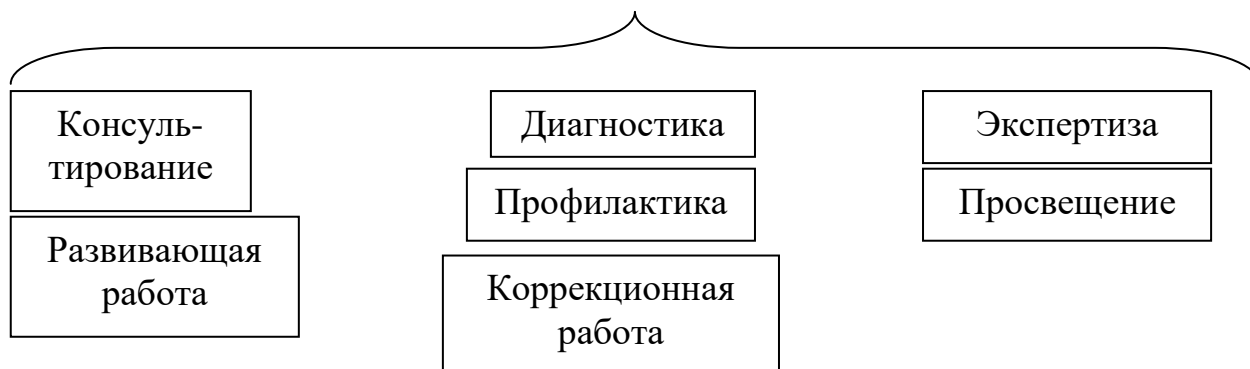 Консуль-
тирование
Развивающая
работа
Диагностика
Профилактика
Коррекционная
работа
Экспертиза
Просвещение